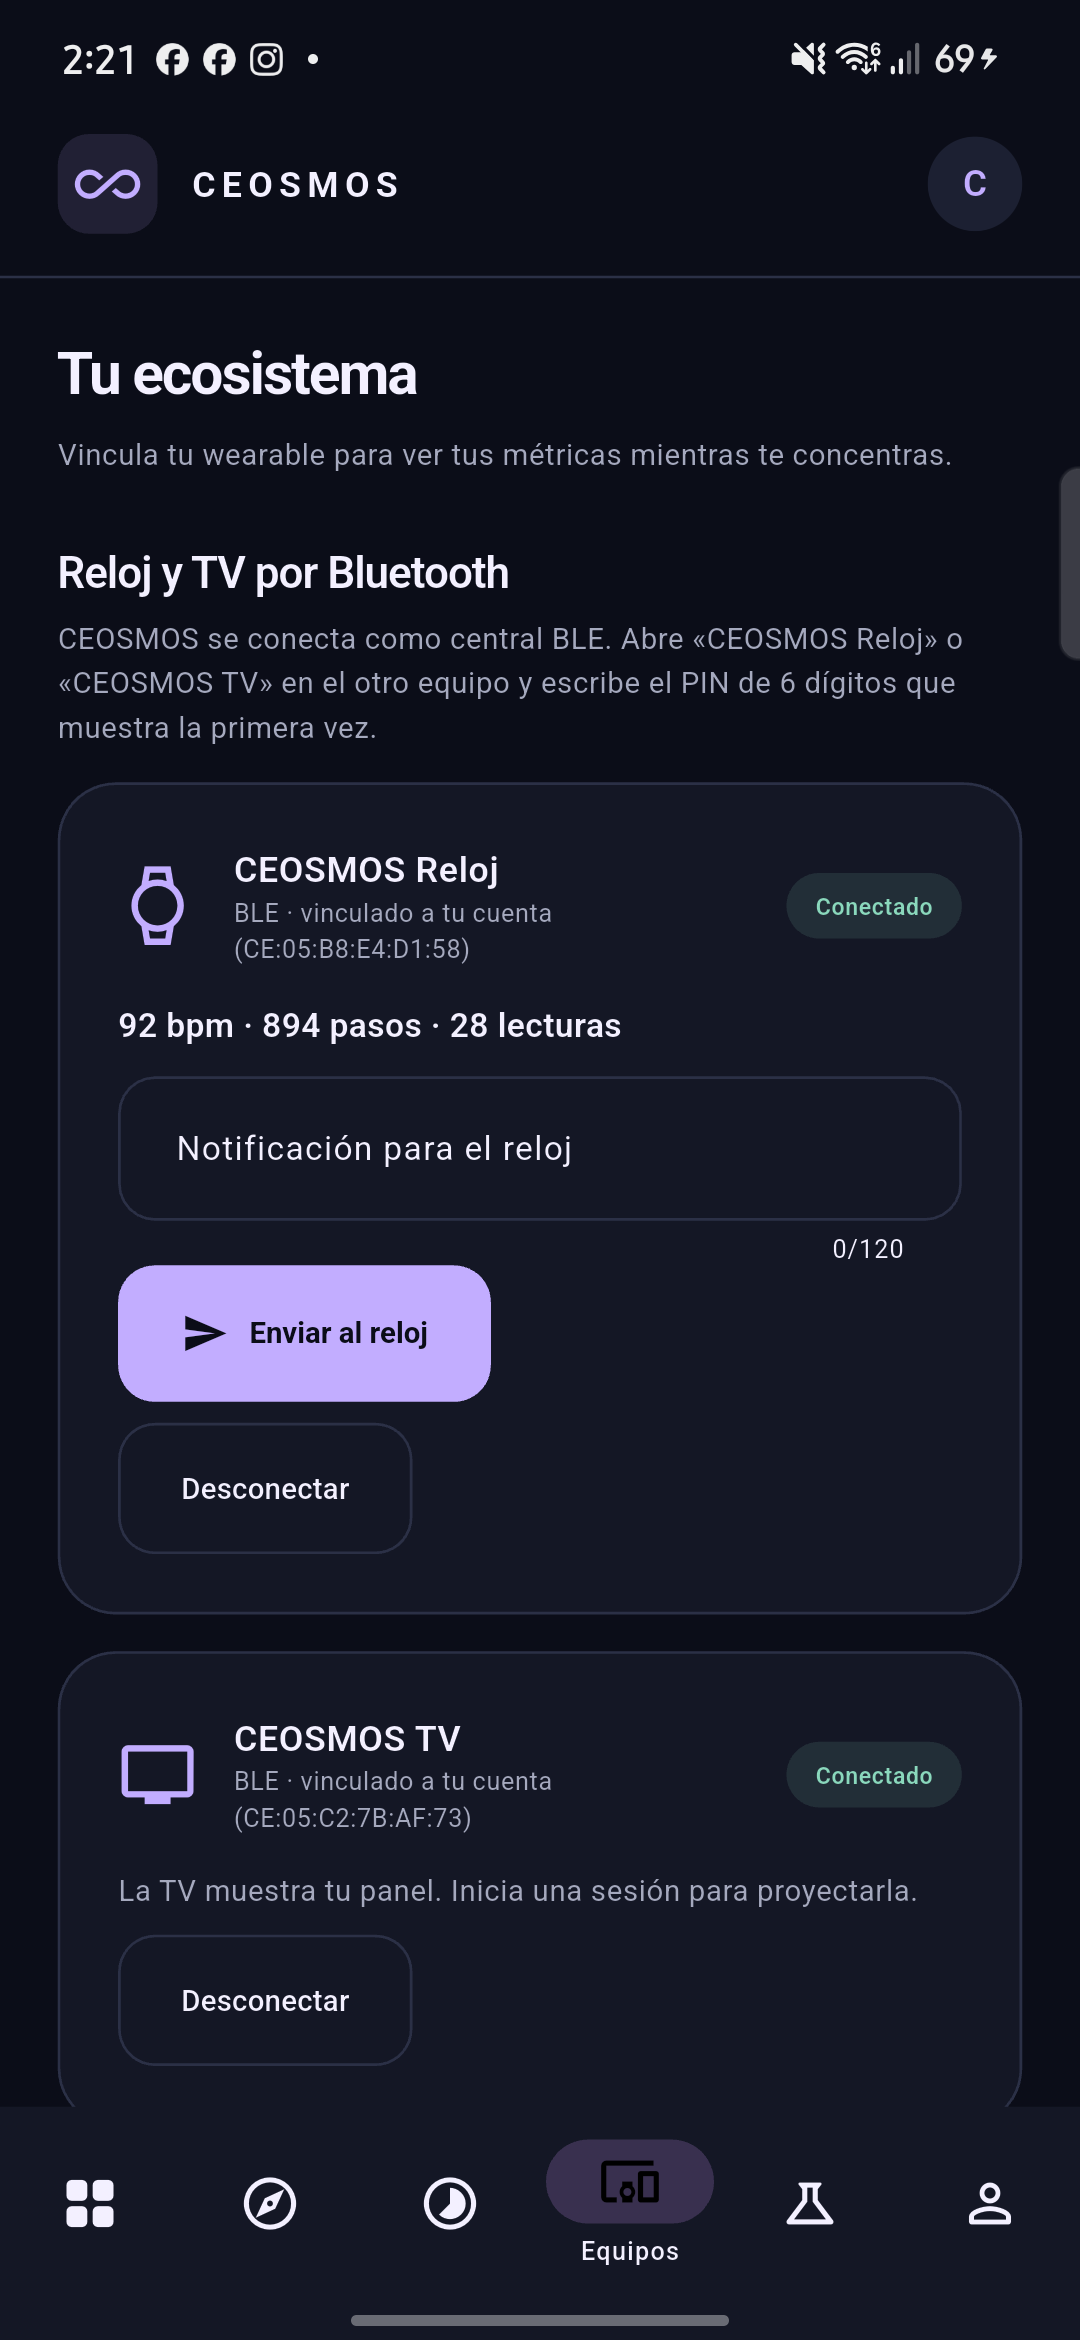 2:21
6
69
CEOSMOS
C
Tu ecosistema
Vincula tu wearable para ver tus métricas mientras te concentras.
Reloj y TV por Bluetooth
CEOSMOS se conecta como central BLE. Abre «CEOSMOS Reloj» o
«CEOSMOS TV» en el otro equipo y escribe el PIN de 6 dígitos que
muestra la primera vez.
CEOSMOS Reloj
BLE · vinculado a tu cuenta
(CE:05:B8:E4:D1:58)
Conectado
92 bpm · 894 pasos · 28 lecturas
Notificación para el reloj
0/120
Enviar al reloj
Desconectar
CEOSMOS TV
BLE · vinculado a tu cuenta
(CE:05:C2:7B:AF:73)
Conectado
La TV muestra tu panel. Inicia una sesión para proyectarla.
Desconectar
Equipos